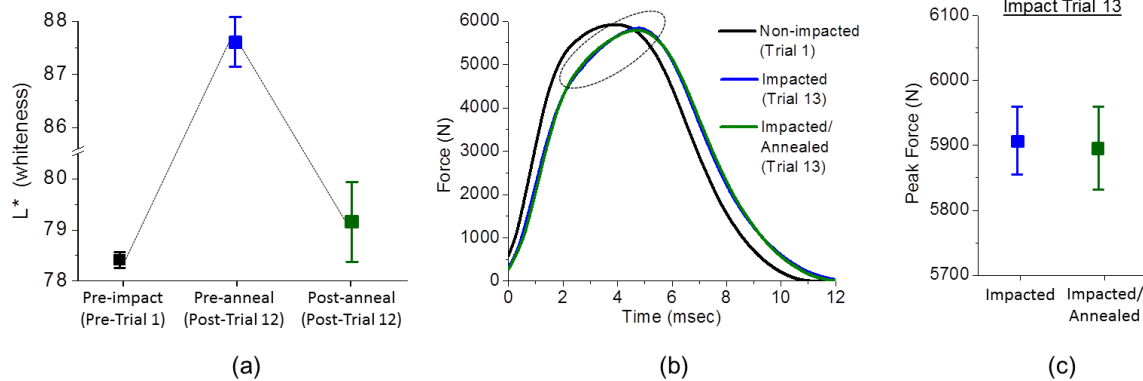 88
87
86
80
79
78
L* (whiteness)
Pre-impact
(Pre-Trial 1)
Pre-anneal
(Post-Trial 12)
Post-anneal
(Post-Trial 12)
(a)
6000
5000
4000
3000
2000
1000
0
Force (N)
0 2 4 6 8 10 12
Time (msec)
Non-impacted
(Trial 1)
Impacted
(Trial 13)
Impacted/
Annealed
(Trial 13)
(b)
Impact Trial 13
6100
6000
5900
5800
5700
Peak Force (N)
Impacted
Impacted/
Annealed
(c)